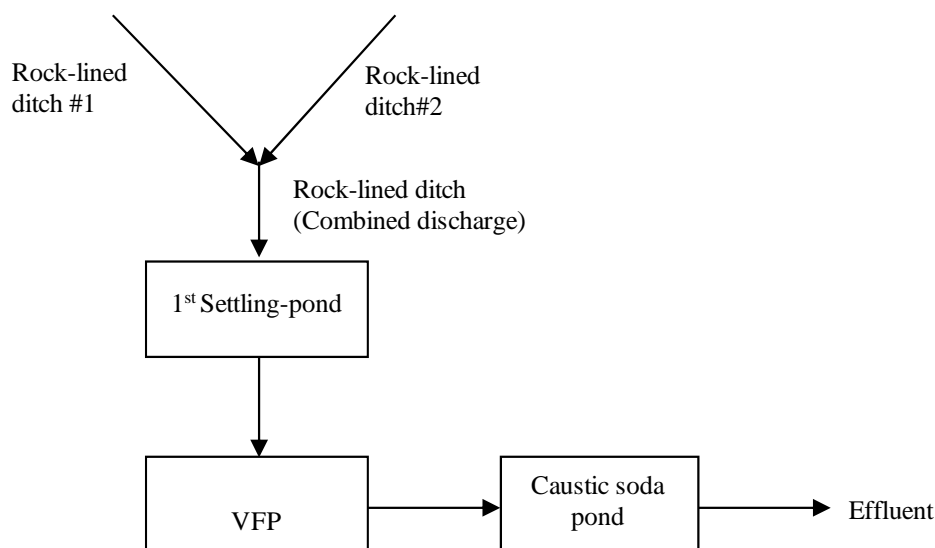 Rock-lined
ditch #1
Rock-lined
ditch#2
Rock-lined ditch
(Combined discharge)
1st Settling-pond
VFP
Caustic soda
pond
Effluent